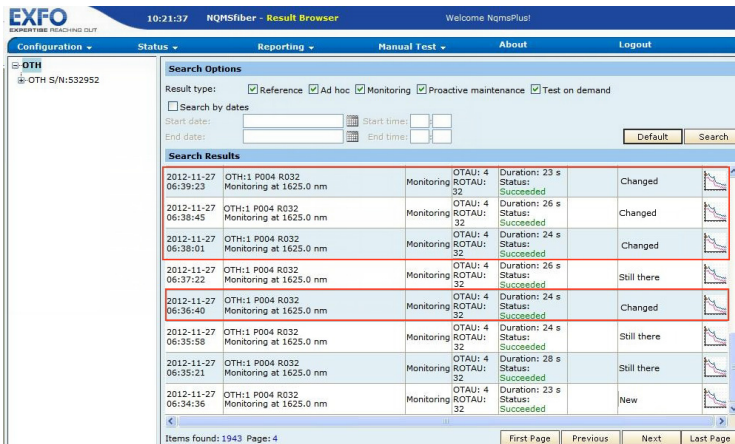 EXFO
EXPERTISE REACHING OUT
10:21:37 NQMSfiber - Result Browser Welcome NqmsPlus!
Configuration Status Reporting Manual Test About Logout
OTH
OTH S/N:532952
Search Options
Result type: Reference Ad hoc Monitoring Proactive maintenance Test on demand
Search by dates
Start date: Start time: :
End date: End time: :
Default Search
Search Results
2012-11-27 06:39:23 OTH:1 P004 R032 Monitoring at 1625.0 nm Monitoring OTAU: 4 ROTAU: 32 Duration: 23 s Status: Succeeded Changed
2012-11-27 06:38:45 OTH:1 P004 R032 Monitoring at 1625.0 nm Monitoring OTAU: 4 ROTAU: 32 Duration: 26 s Status: Succeeded Changed
2012-11-27 06:38:01 OTH:1 P004 R032 Monitoring at 1625.0 nm Monitoring OTAU: 4 ROTAU: 32 Duration: 24 s Status: Succeeded Changed
2012-11-27 06:37:22 OTH:1 P004 R032 Monitoring at 1625.0 nm Monitoring OTAU: 4 ROTAU: 32 Duration: 26 s Status: Succeeded Still there
2012-11-27 06:36:40 OTH:1 P004 R032 Monitoring at 1625.0 nm Monitoring OTAU: 4 ROTAU: 32 Duration: 24 s Status: Succeeded Changed
2012-11-27 06:35:58 OTH:1 P004 R032 Monitoring at 1625.0 nm Monitoring OTAU: 4 ROTAU: 32 Duration: 24 s Status: Succeeded Still there
2012-11-27 06:35:21 OTH:1 P004 R032 Monitoring at 1625.0 nm Monitoring OTAU: 4 ROTAU: 32 Duration: 28 s Status: Succeeded Still there
2012-11-27 06:34:36 OTH:1 P004 R032 Monitoring at 1625.0 nm Monitoring OTAU: 4 ROTAU: 32 Duration: 23 s Status: Succeeded New
Items found: 1943 Page: 4 First Page Previous Next Last Page